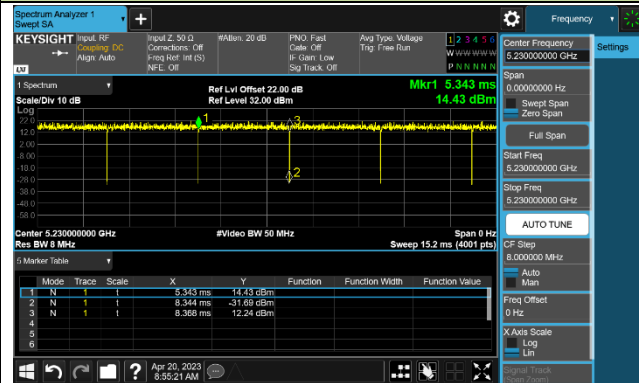 Spectrum Analyzer 1
Swept SA
+
Frequency
KEYSIGHT
Input: RF
Coupling: DC
Align: Auto
Input Z: 50 Ω
Corrections: Off
Freq Ref: Int (S)
NFE: Off
#Atten: 20 dB
PNO: Fast
Gate: Off
IF Gain: Low
Sig Track: Off
Avg Type: Voltage
Trig: Free Run
1 2 3 4 5 6
W W W W W W
P N N N N N
LXI
1 Spectrum
Scale/Div 10 dB
Ref Lvl Offset 22.00 dB
Ref Level 32.00 dBm
Mkr1 5.343 ms
14.43 dBm
Log
22.0
12.0
2.00
-8.00
-18.0
-28.0
-38.0
-48.0
-58.0
1
3
2
Center 5.230000000 GHz
Res BW 8 MHz
#Video BW 50 MHz
Span 0 Hz
Sweep 15.2 ms (4001 pts)
5 Marker Table
Mode Trace Scale X Y Function Function Width Function Value
1 N 1 t 5.343 ms 14.43 dBm
2 N 1 t 8.344 ms -31.69 dBm
3 N 1 t 8.368 ms 12.24 dBm
4
5
6
Apr 20, 2023
8:55:21 AM
Center Frequency
5.230000000 GHz
Settings
Span
0.00000000 Hz
Swept Span
Zero Span
Full Span
Start Freq
5.230000000 GHz
Stop Freq
5.230000000 GHz
AUTO TUNE
CF Step
8.000000 MHz
Auto
Man
Freq Offset
0 Hz
X Axis Scale
Log
Lin
Signal Track
(Span Zoom)